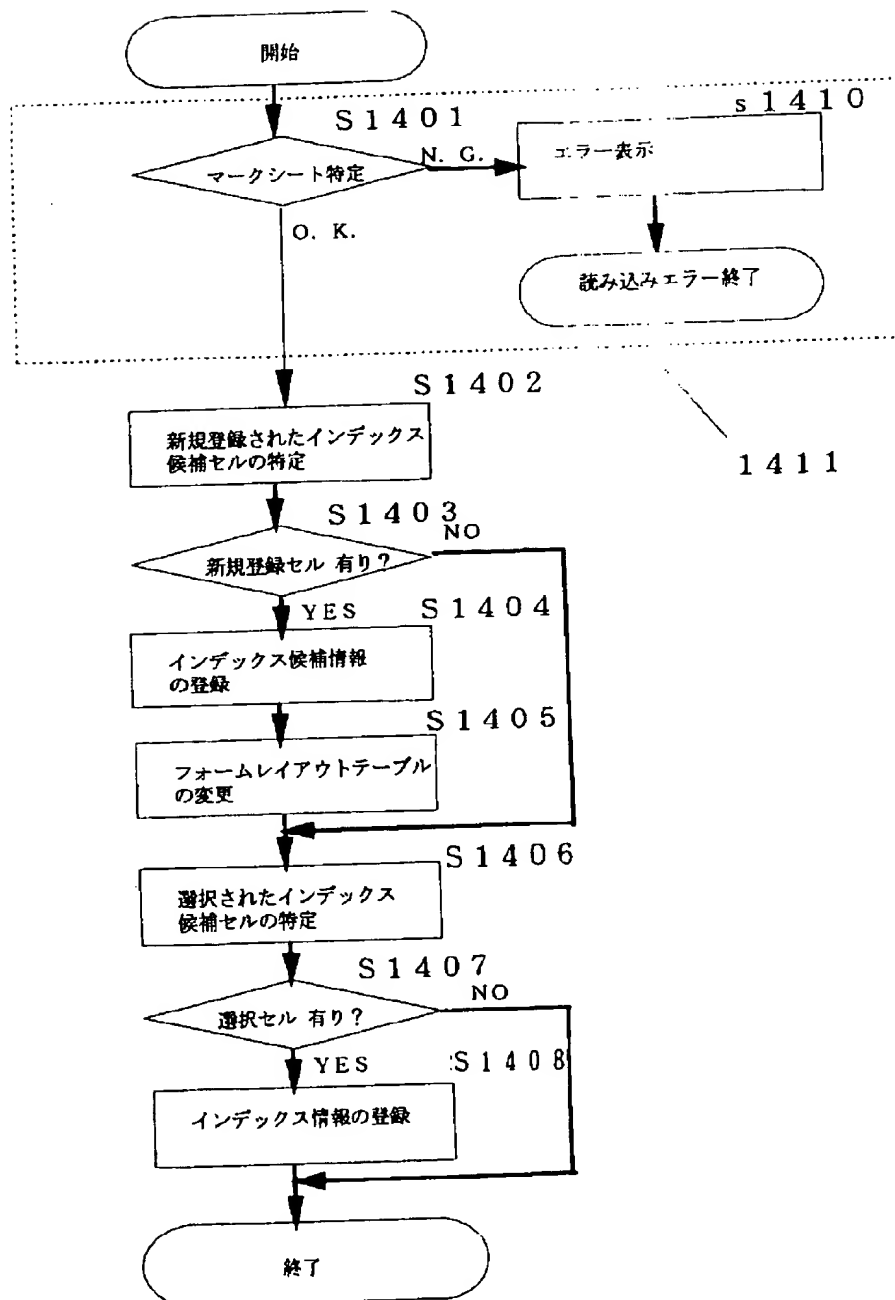 開始
S1401
s1410
マークシート特定
N. G.
エラー表示
O. K.
読み込みエラー終了
S1402
新規登録されたインデックス
候補セルの特定
1411
S1403
新規登録セル 有り?
NO
YES
S1404
インデックス候補情報
の登録
S1405
フォームレイアウトテーブル
の変更
S1406
選択されたインデックス
候補セルの特定
S1407
選択セル 有り?
NO
YES
S1408
インデックス情報の登録
終了